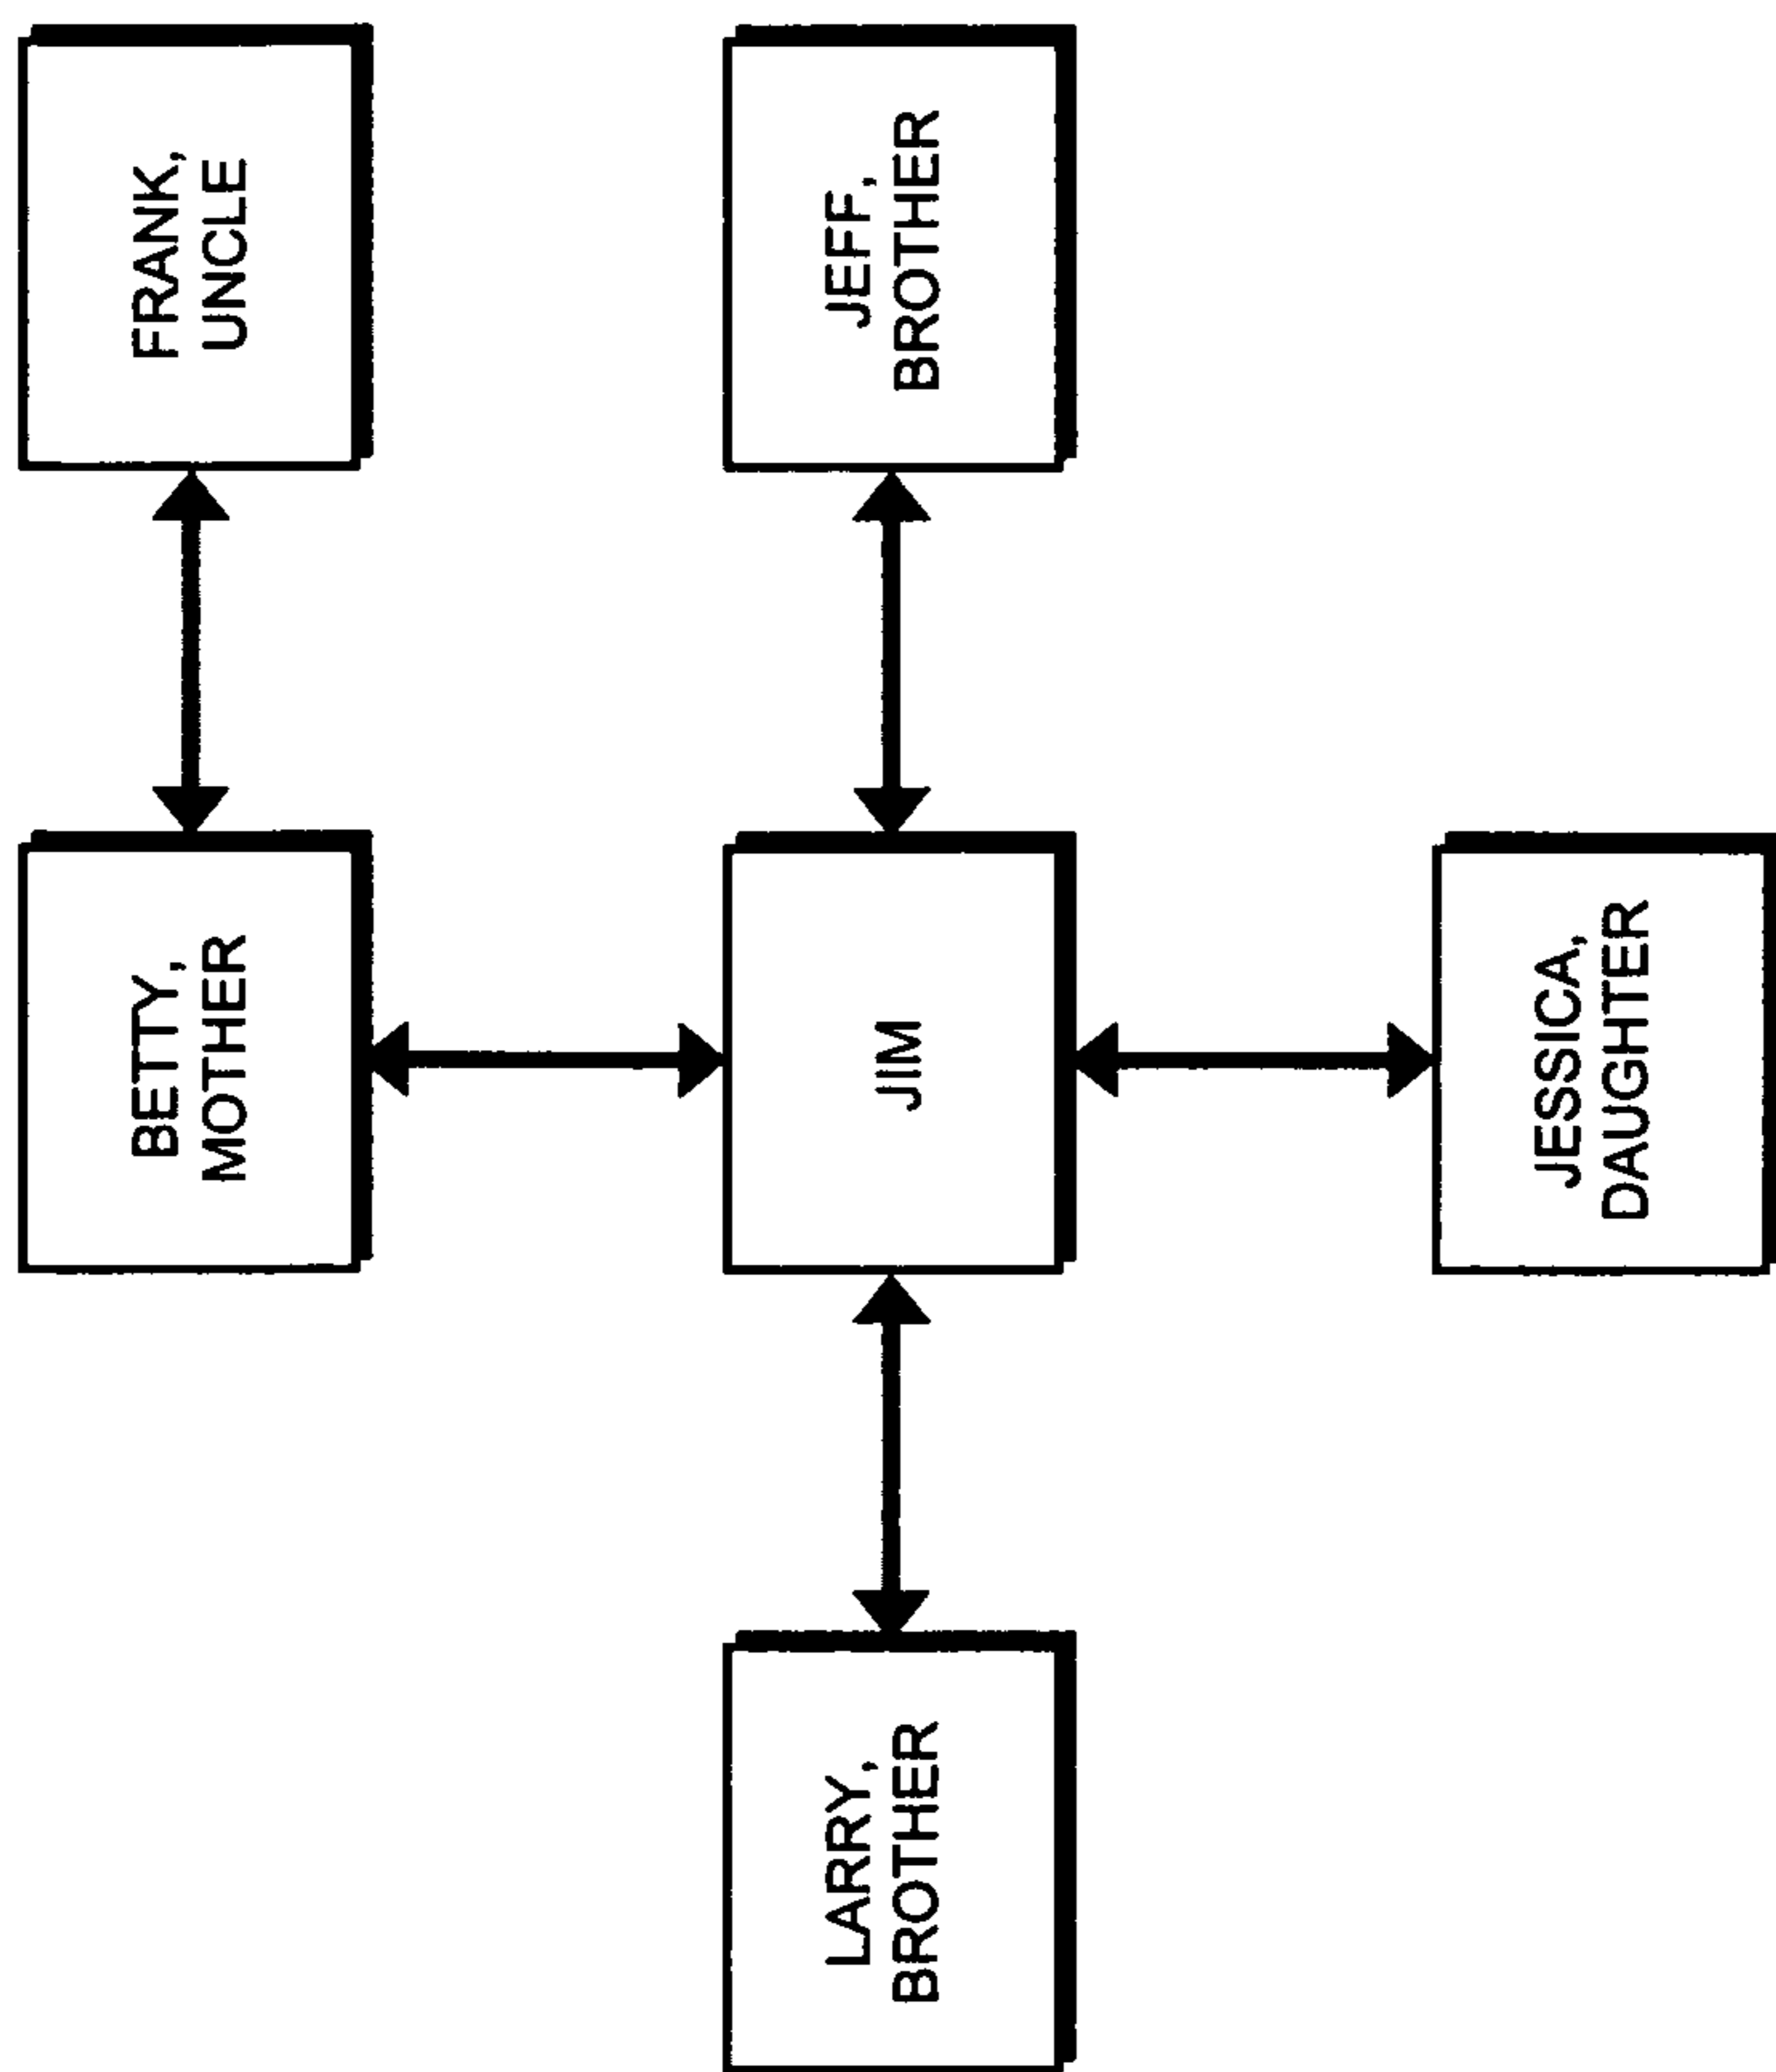 BETTY,
MOTHER
FRANK,
UNCLE
LARRY,
BROTHER
JIM
JEFF,
BROTHER
JESSICA,
DAUGHTER